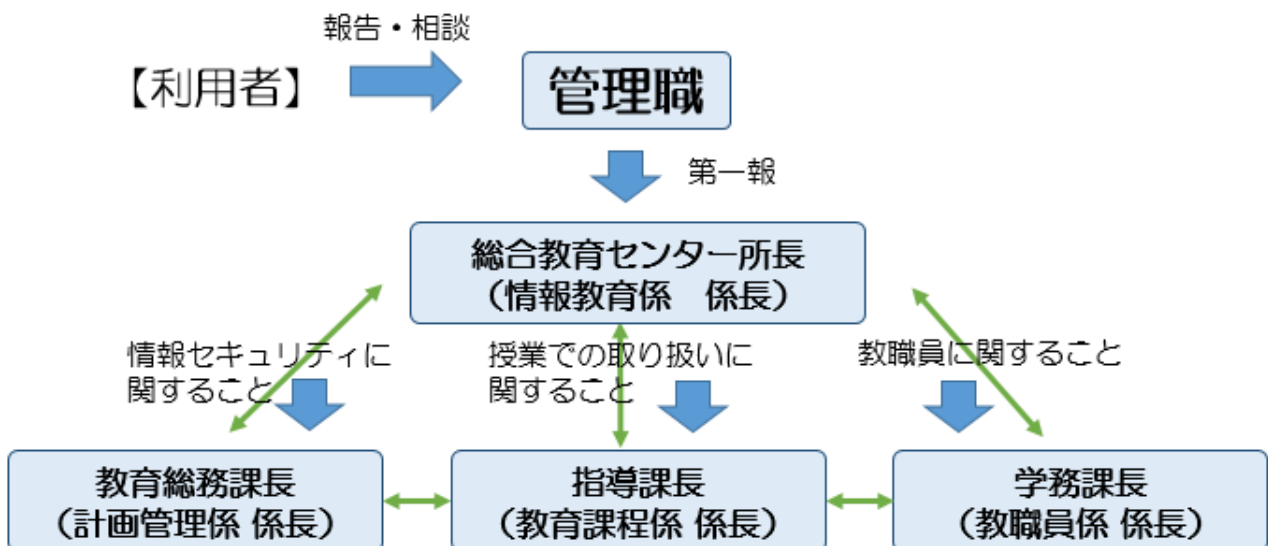 報告・相談
【利用者】
管理職
第一報
総合教育センター所長
（情報教育係　係長）
情報セキュリティに
関すること
授業での取り扱いに
関すること
教職員に関すること
教育総務課長
（計画管理係 係長）
指導課長
（教育課程係 係長）
学務課長
（教職員係 係長）